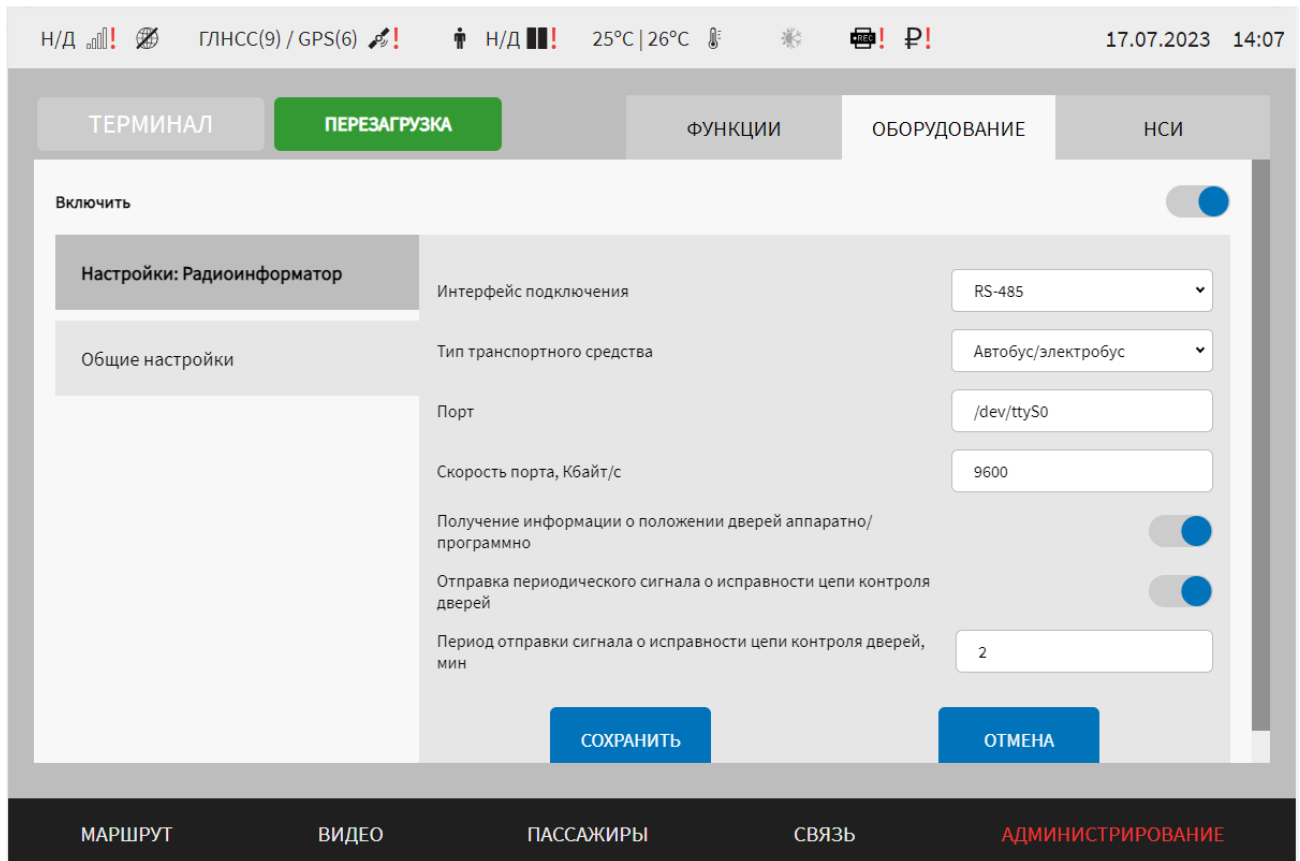 Н/Д ! ГЛНСС(9) / GPS(6) ! Н/Д ! 25°C | 26°C REC ! ₽! 17.07.2023 14:07
ТЕРМИНАЛ ПЕРЕЗАГРУЗКА ФУНКЦИИ ОБОРУДОВАНИЕ НСИ
Включить
Настройки: Радиоинформатор
Общие настройки
Интерфейс подключения RS-485
Тип транспортного средства Автобус/электробус
Порт /dev/ttyS0
Скорость порта, Кбайт/с 9600
Получение информации о положении дверей аппаратно/
программно
Отправка периодического сигнала о исправности цепи контроля
дверей
Период отправки сигнала о исправности цепи контроля дверей,
мин 2
СОХРАНИТЬ ОТМЕНА
МАРШРУТ ВИДЕО ПАССАЖИРЫ СВЯЗЬ АДМИНИСТРИРОВАНИЕ